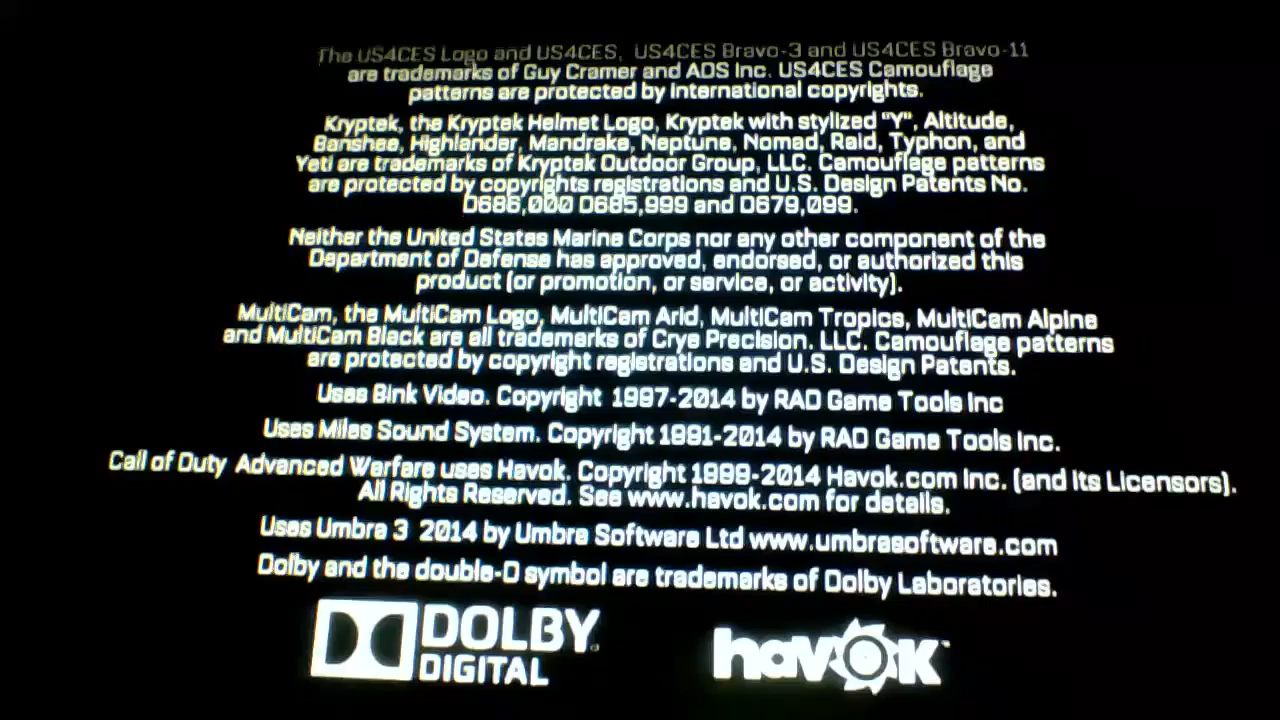 The US4CES Logo and US4CES, US4CES Bravo-3 and US4CES Bravo-11
are trademarks of Guy Cramer and ADS Inc. US4CES Camouflage
patterns are protected by international copyrights.
Kryptek, the Kryptek Helmet Logo, Kryptek with stylized "Y", Altitude,
Banshee, Highlander, Mandrake, Neptune, Nomad, Raid, Typhon, and
Yeti are trademarks of Kryptek Outdoor Group, LLC. Camouflage patterns
are protected by copyrights registrations and U.S. Design Patents No.
D686,000 D685,999 and D679,099.
Neither the United States Marine Corps nor any other component of the
Department of Defense has approved, endorsed, or authorized this
product (or promotion, or service, or activity).
MultiCam, the MultiCam Logo, MultiCam Arid, MultiCam Tropics, MultiCam Alpine
and MultiCam Black are all trademarks of Crye Precision. LLC. Camouflage patterns
are protected by copyright registrations and U.S. Design Patents.
Uses Bink Video. Copyright 1997-2014 by RAD Game Tools Inc
Uses Miles Sound System. Copyright 1991-2014 by RAD Game Tools Inc.
Call of Duty Advanced Warfare uses Havok. Copyright 1999-2014 Havok.com Inc. (and its Licensors).
All Rights Reserved. See www.havok.com for details.
Uses Umbra 3 2014 by Umbra Software Ltd www.umbrasoftware.com
Dolby and the double-D symbol are trademarks of Dolby Laboratories.
DOLBY
DIGITAL
havok